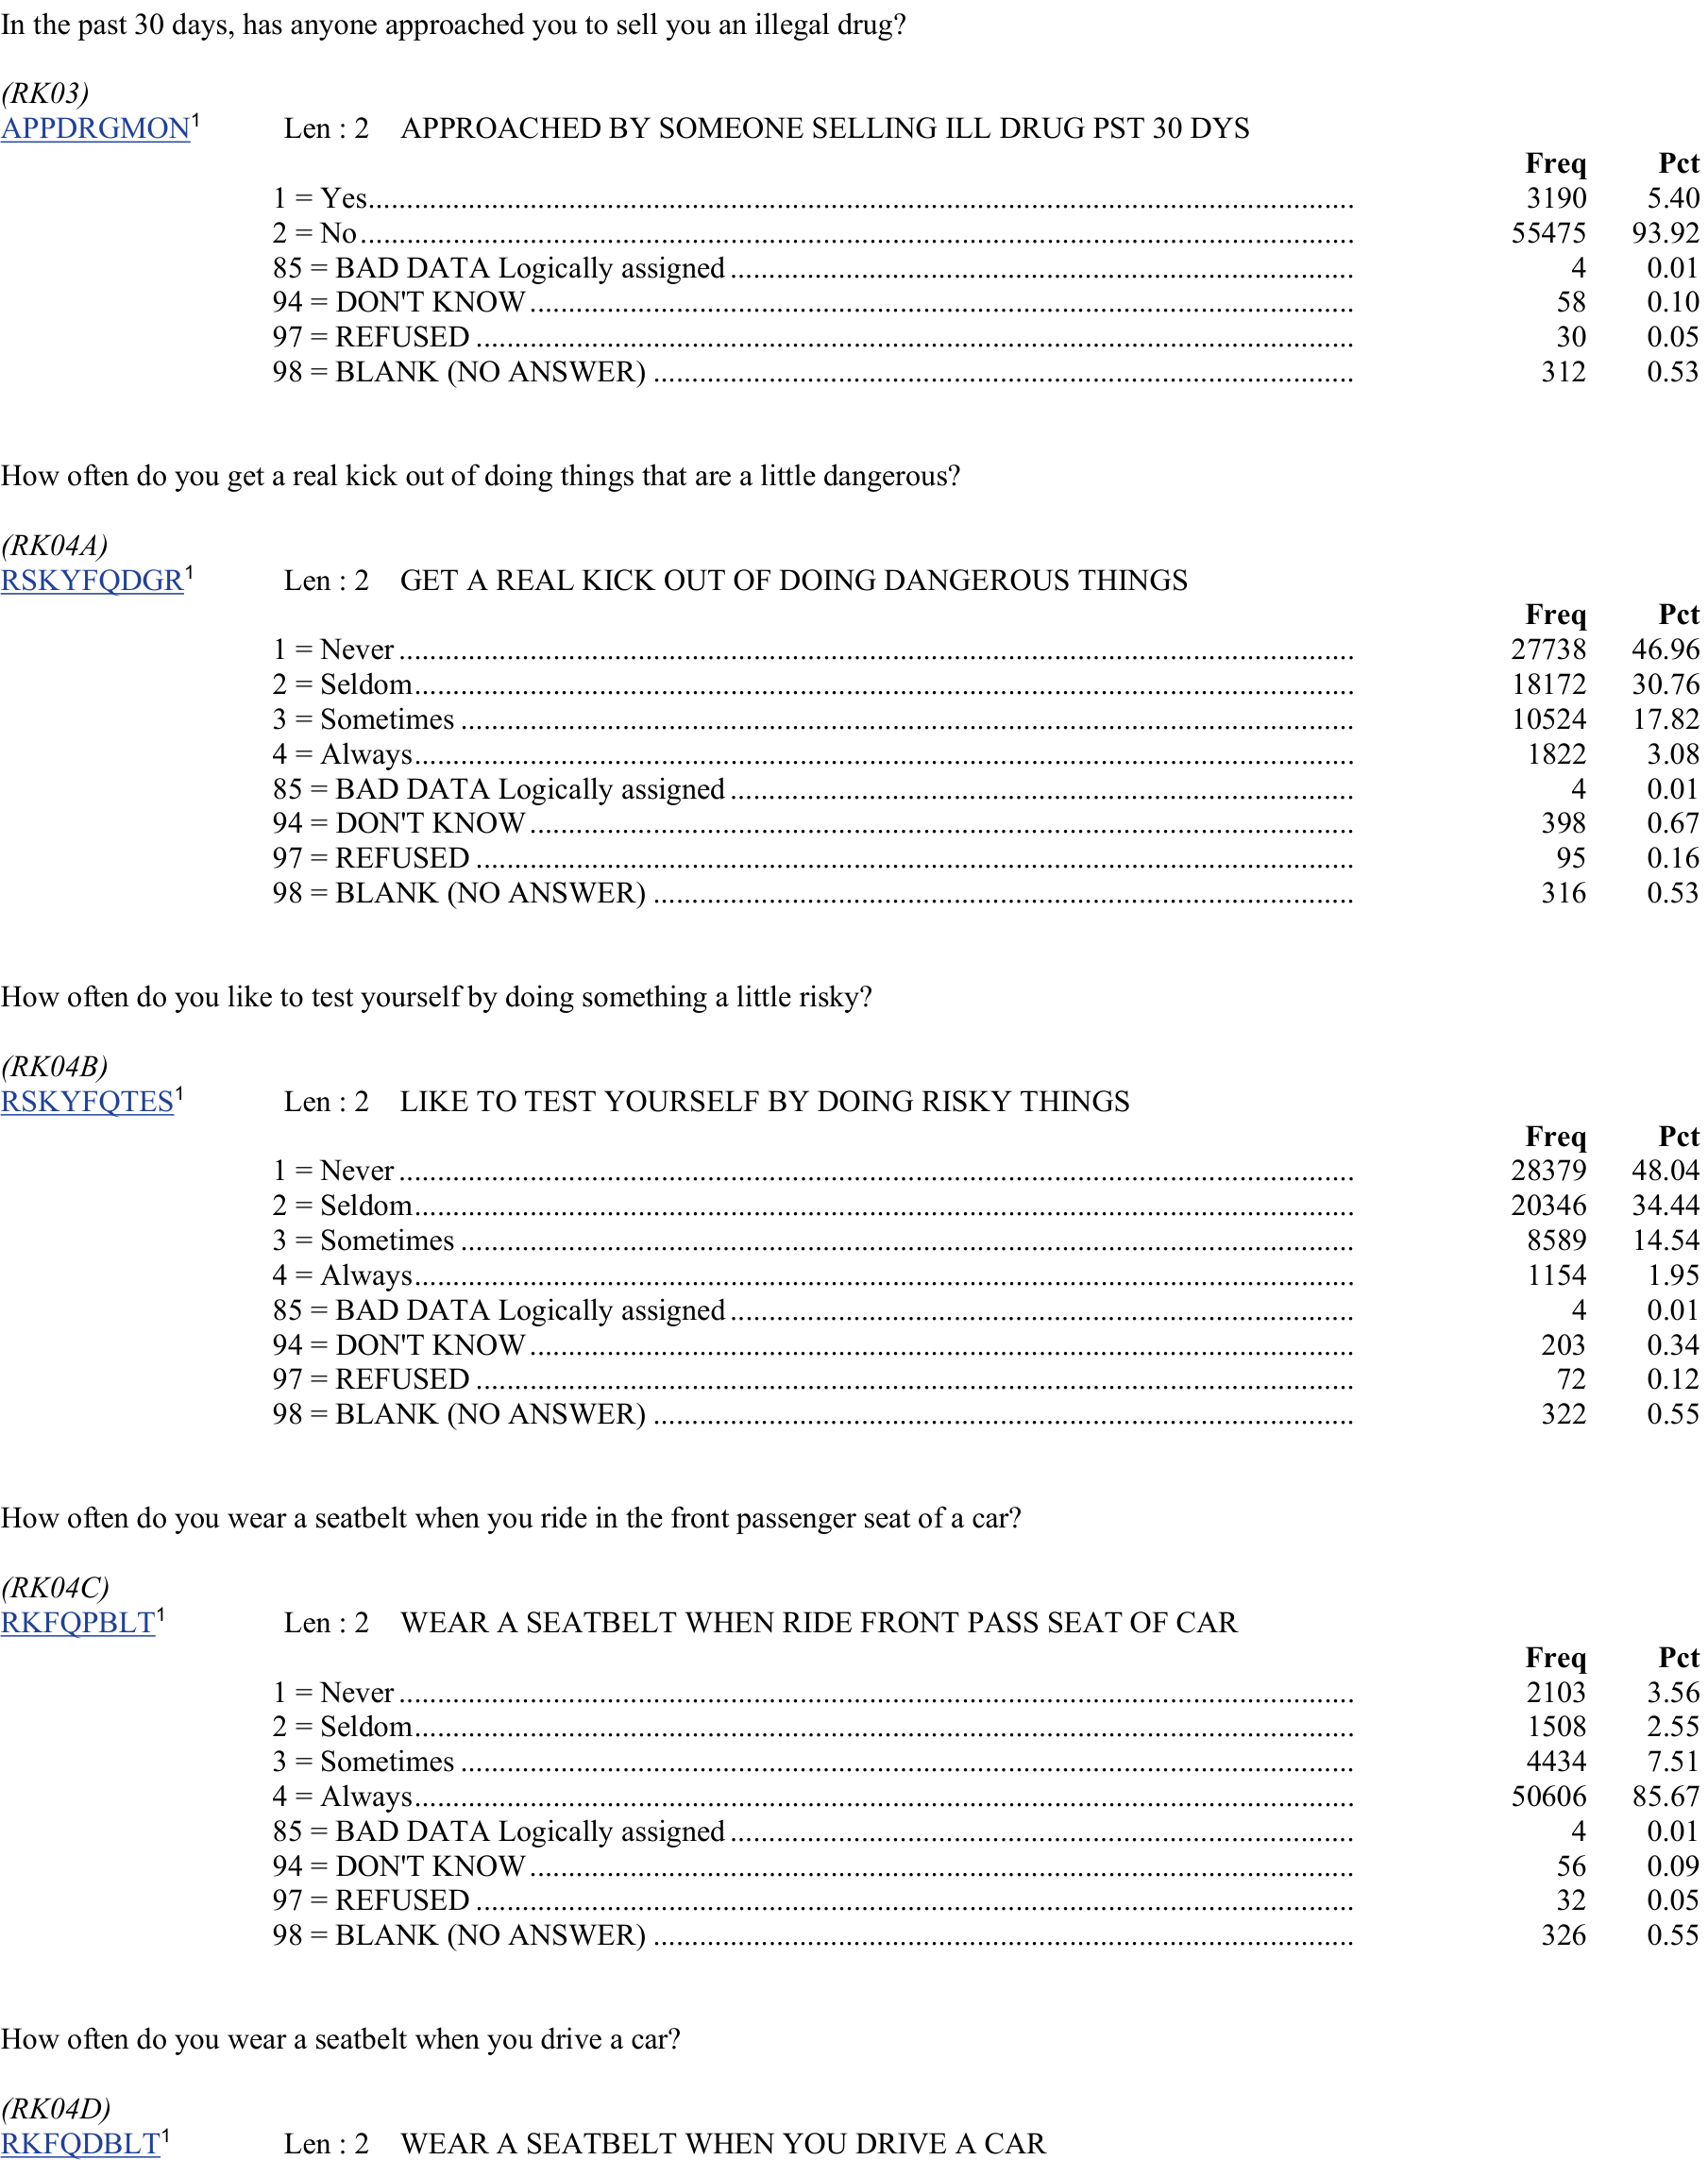 In the past 30 days, has anyone approached you to sell you an illegal drug?
(RK03)
APPDRGMON1 Len : 2 APPROACHED BY SOMEONE SELLING ILL DRUG PST 30 DYS
Freq Pct
1 = Yes 3190 5.40
2 = No 55475 93.92
85 = BAD DATA Logically assigned 4 0.01
94 = DON'T KNOW 58 0.10
97 = REFUSED 30 0.05
98 = BLANK (NO ANSWER) 312 0.53
How often do you get a real kick out of doing things that are a little dangerous?
(RK04A)
RSKYFQDGR1 Len : 2 GET A REAL KICK OUT OF DOING DANGEROUS THINGS
Freq Pct
1 = Never 27738 46.96
2 = Seldom 18172 30.76
3 = Sometimes 10524 17.82
4 = Always 1822 3.08
85 = BAD DATA Logically assigned 4 0.01
94 = DON'T KNOW 398 0.67
97 = REFUSED 95 0.16
98 = BLANK (NO ANSWER) 316 0.53
How often do you like to test yourself by doing something a little risky?
(RK04B)
RSKYFQTES1 Len : 2 LIKE TO TEST YOURSELF BY DOING RISKY THINGS
Freq Pct
1 = Never 28379 48.04
2 = Seldom 20346 34.44
3 = Sometimes 8589 14.54
4 = Always 1154 1.95
85 = BAD DATA Logically assigned 4 0.01
94 = DON'T KNOW 203 0.34
97 = REFUSED 72 0.12
98 = BLANK (NO ANSWER) 322 0.55
How often do you wear a seatbelt when you ride in the front passenger seat of a car?
(RK04C)
RKFQPBLT1 Len : 2 WEAR A SEATBELT WHEN RIDE FRONT PASS SEAT OF CAR
Freq Pct
1 = Never 2103 3.56
2 = Seldom 1508 2.55
3 = Sometimes 4434 7.51
4 = Always 50606 85.67
85 = BAD DATA Logically assigned 4 0.01
94 = DON'T KNOW 56 0.09
97 = REFUSED 32 0.05
98 = BLANK (NO ANSWER) 326 0.55
How often do you wear a seatbelt when you drive a car?
(RK04D)
RKFQDBLT1 Len : 2 WEAR A SEATBELT WHEN YOU DRIVE A CAR